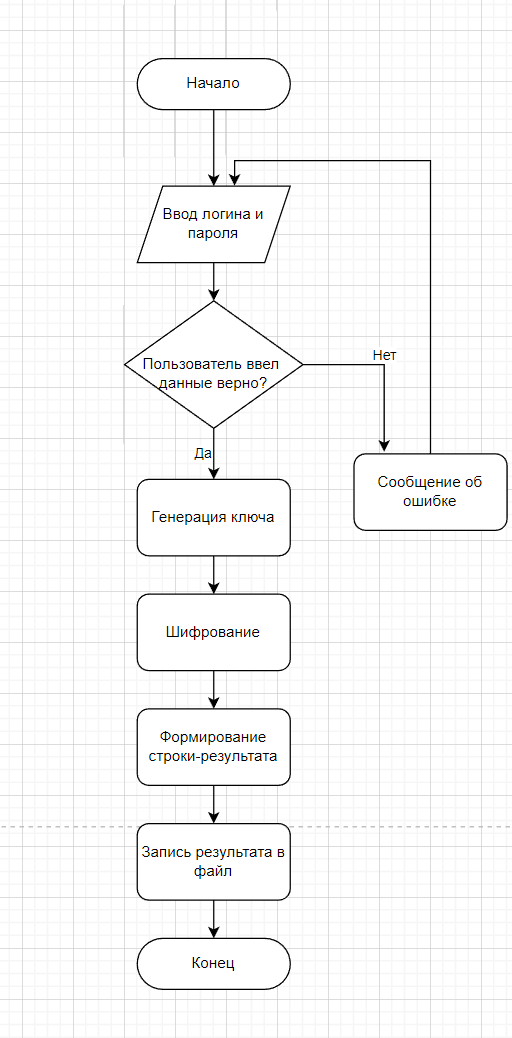 Начало
Ввод логина и
пароля
Пользователь ввел
данные верно?
Нет
Да
Сообщение об
ошибке
Генерация ключа
Шифрование
Формирование
строки-результата
Запись результата в
файл
Конец